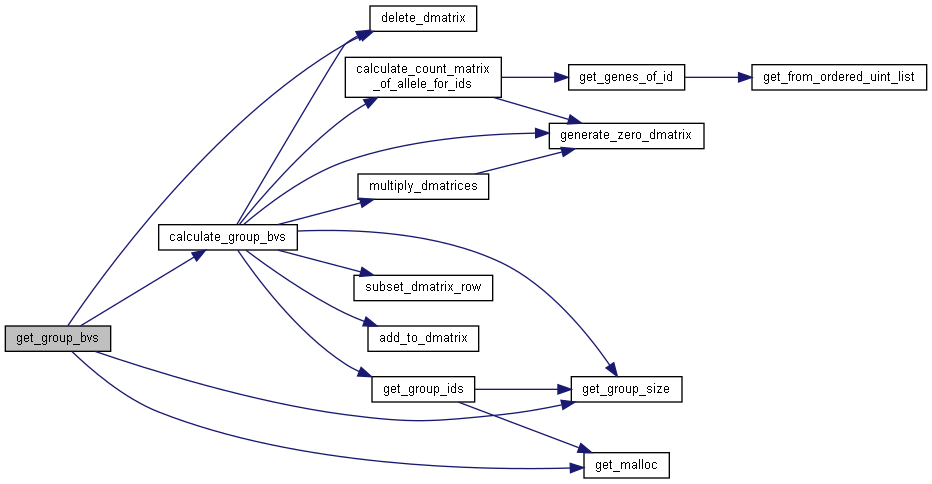 delete_dmatrix
calculate_count_matrix
_of_allele_for_ids
get_genes_of_id
get_from_ordered_uint_list
generate_zero_dmatrix
multiply_dmatrices
calculate_group_bvs
subset_dmatrix_row
get_group_bvs
add_to_dmatrix
get_group_ids
get_group_size
get_malloc